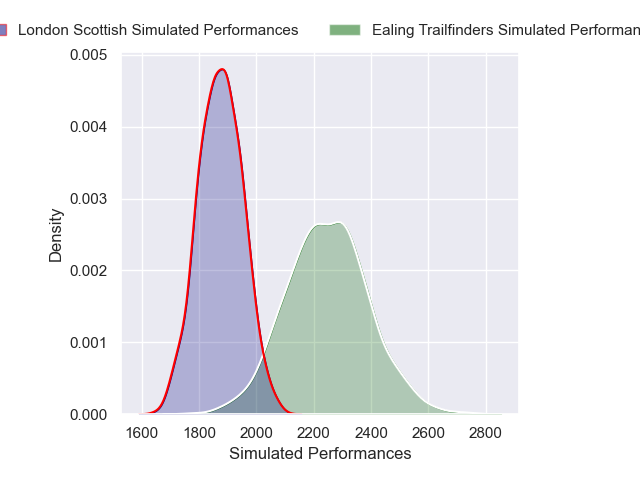 London Scottish Simulated Performances
Ealing Trailfinders Simulated Performan
0.005
0.004
0.003
0.002
0.001
0.000
Density
1600 1800 2000 2200 2400 2600 2800
Simulated Performances